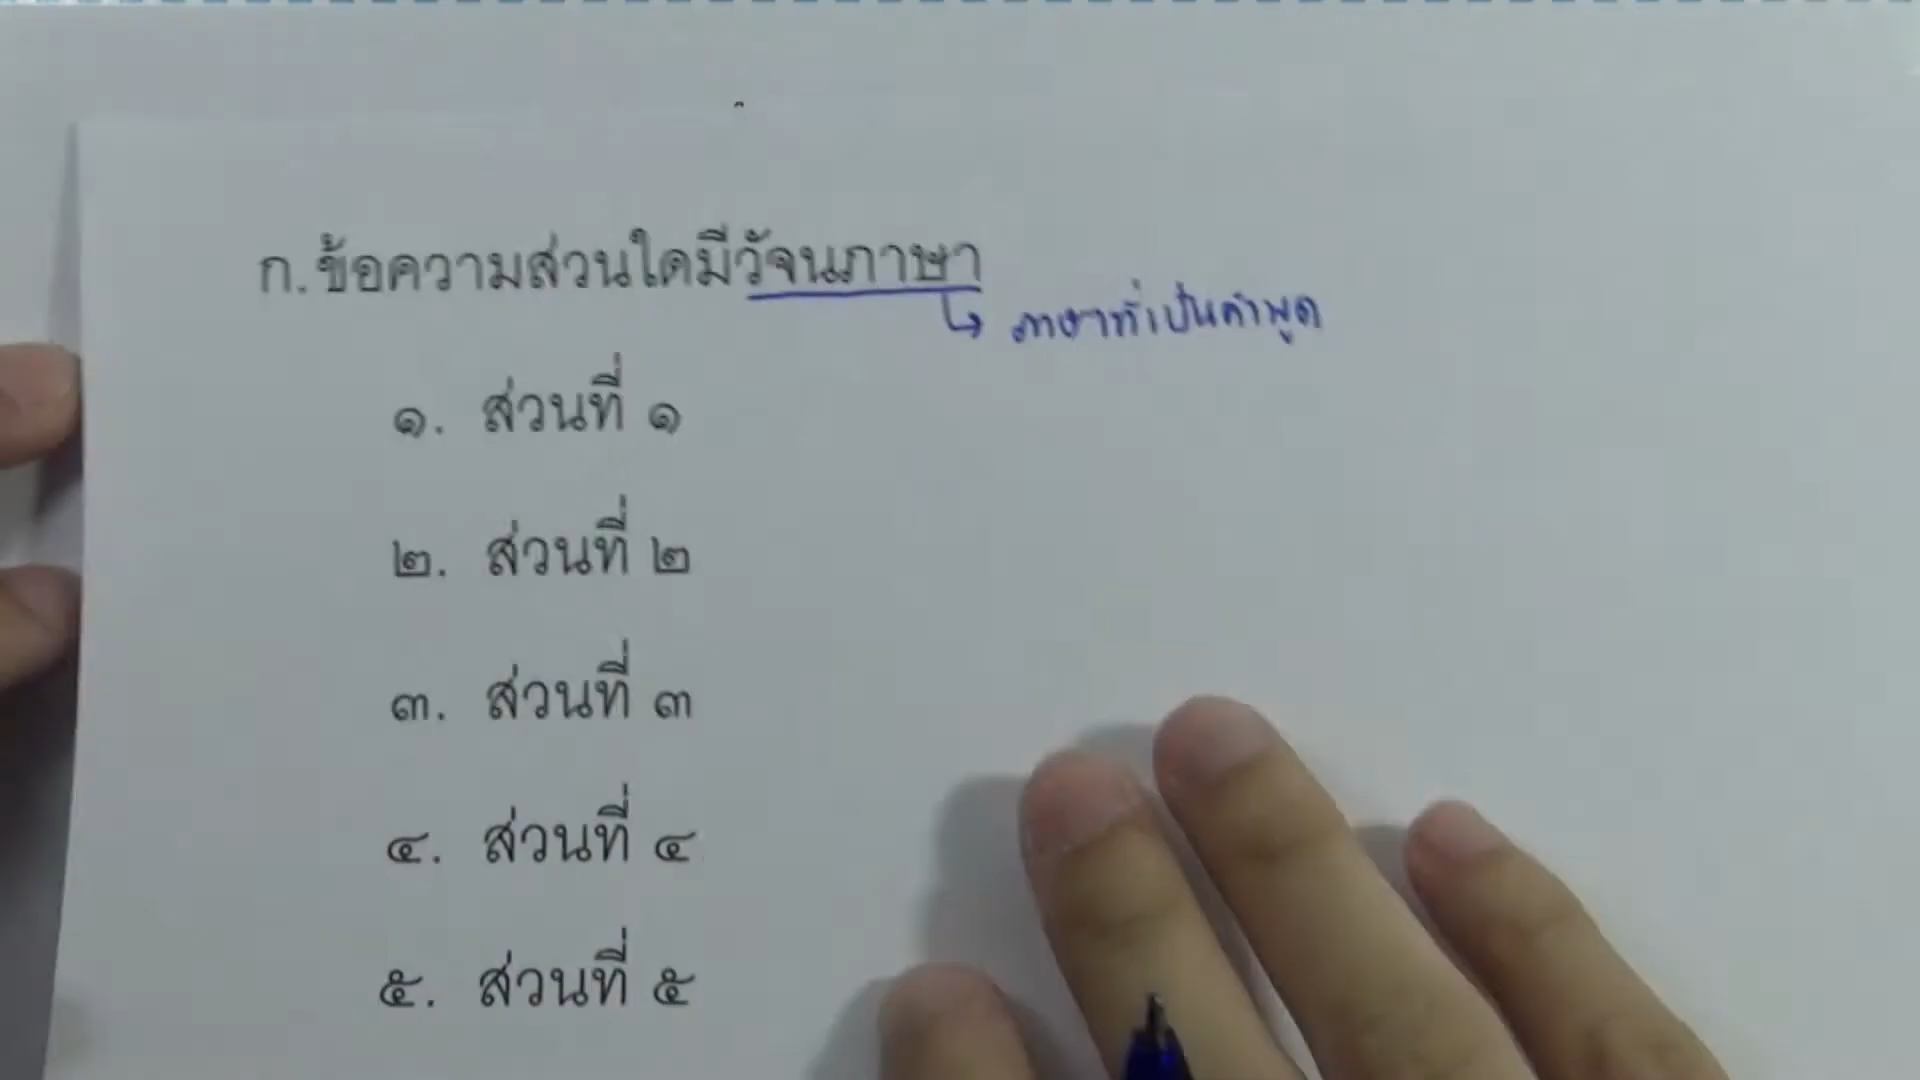 ก. ข้อความส่วนใดมีวัจนภาษา
↳ ภาษาที่เป็นคำพูด
๑. ส่วนที่ ๑
๒. ส่วนที่ ๒
๓. ส่วนที่ ๓
๔. ส่วนที่ ๔
๕. ส่วนที่ ๕